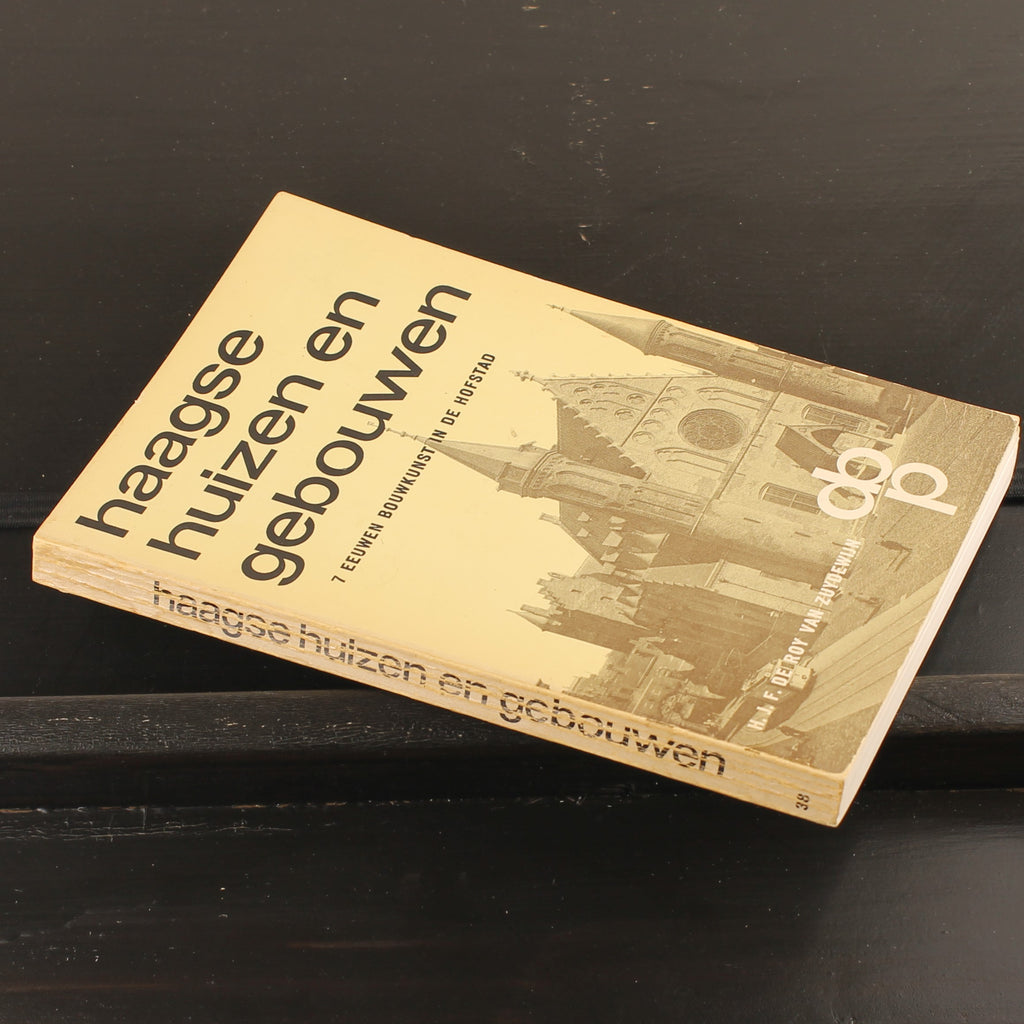 haagse
huizen en
gebouwen
7 EEUWEN BOUWKUNST IN DE HOFSTAD
H. J. F. DE ROY VAN ZUYDEWIJN
db
p
haagse huizen en gebouwen
38